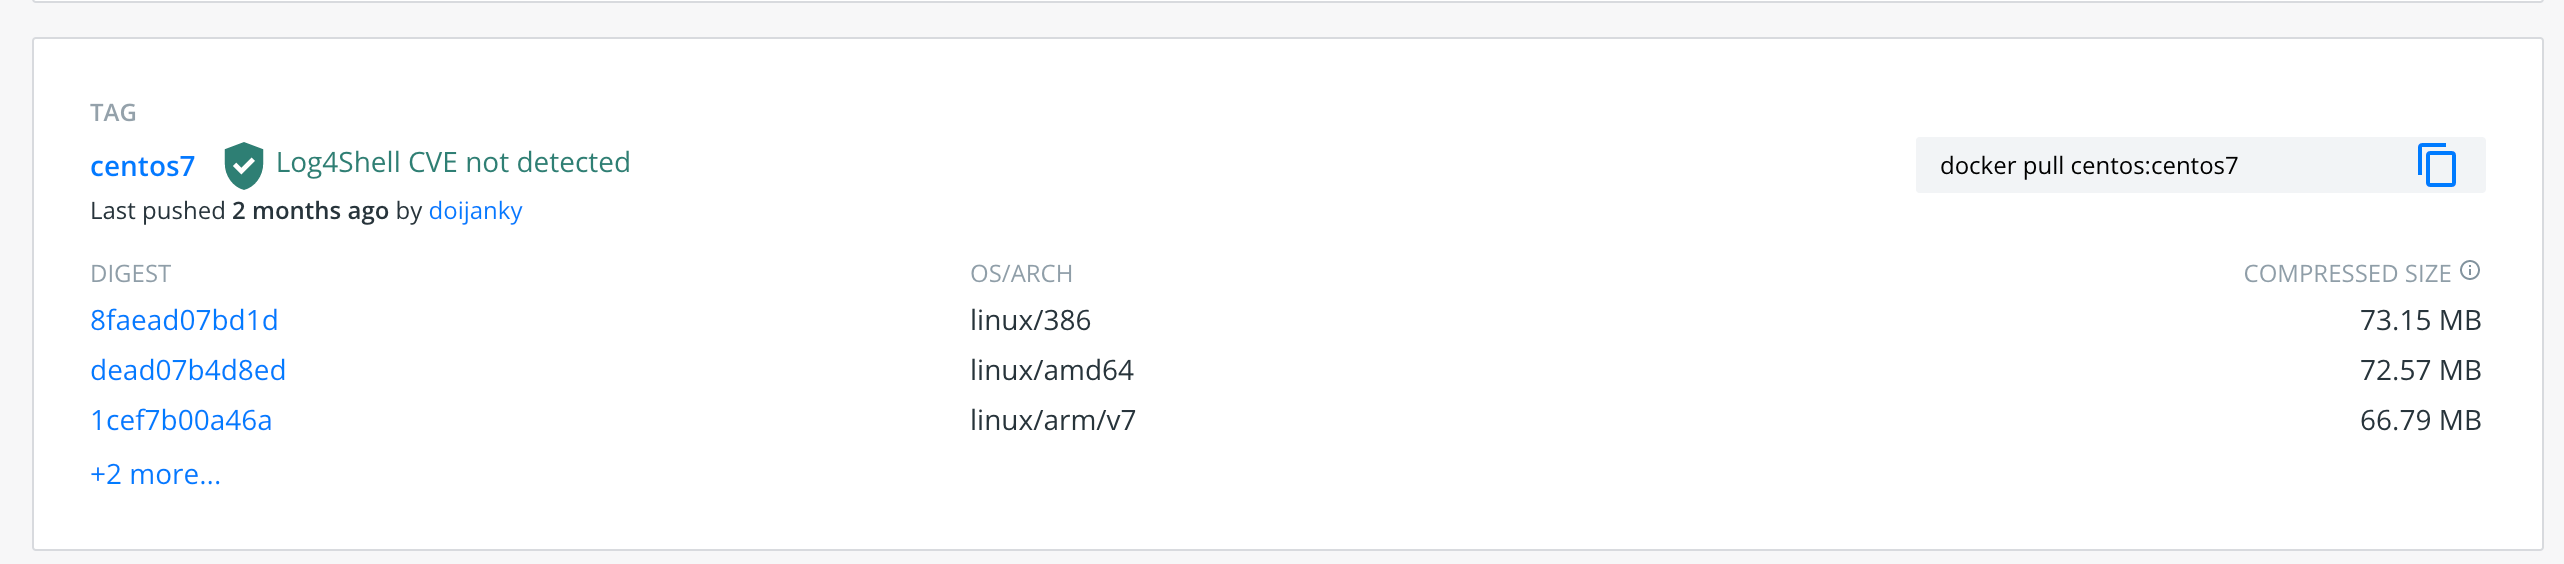 TAG
centos7 Log4Shell CVE not detected
docker pull centos:centos7
Last pushed 2 months ago by doijanky
DIGEST OS/ARCH COMPRESSED SIZE
8faead07bd1d linux/386 73.15 MB
dead07b4d8ed linux/amd64 72.57 MB
1cef7b00a46a linux/arm/v7 66.79 MB
+2 more...